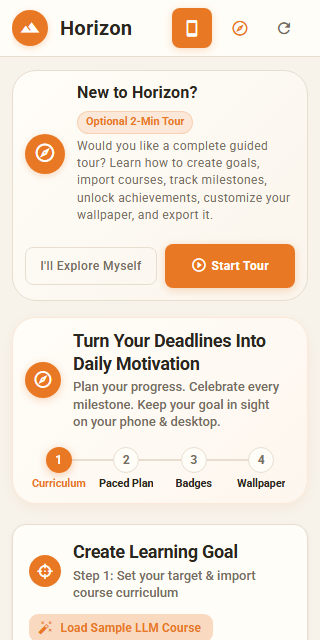 Horizon
New to Horizon?
Optional 2-Min Tour
Would you like a complete guided
tour? Learn how to create goals,
import courses, track milestones,
unlock achievements, customize your
wallpaper, and export it.
I'll Explore Myself
Start Tour
Turn Your Deadlines Into
Daily Motivation
Plan your progress. Celebrate every
milestone. Keep your goal in sight
on your phone & desktop.
1 2 3 4
Curriculum Paced Plan Badges Wallpaper
Create Learning Goal
Step 1: Set your target & import
course curriculum
Load Sample LLM Course